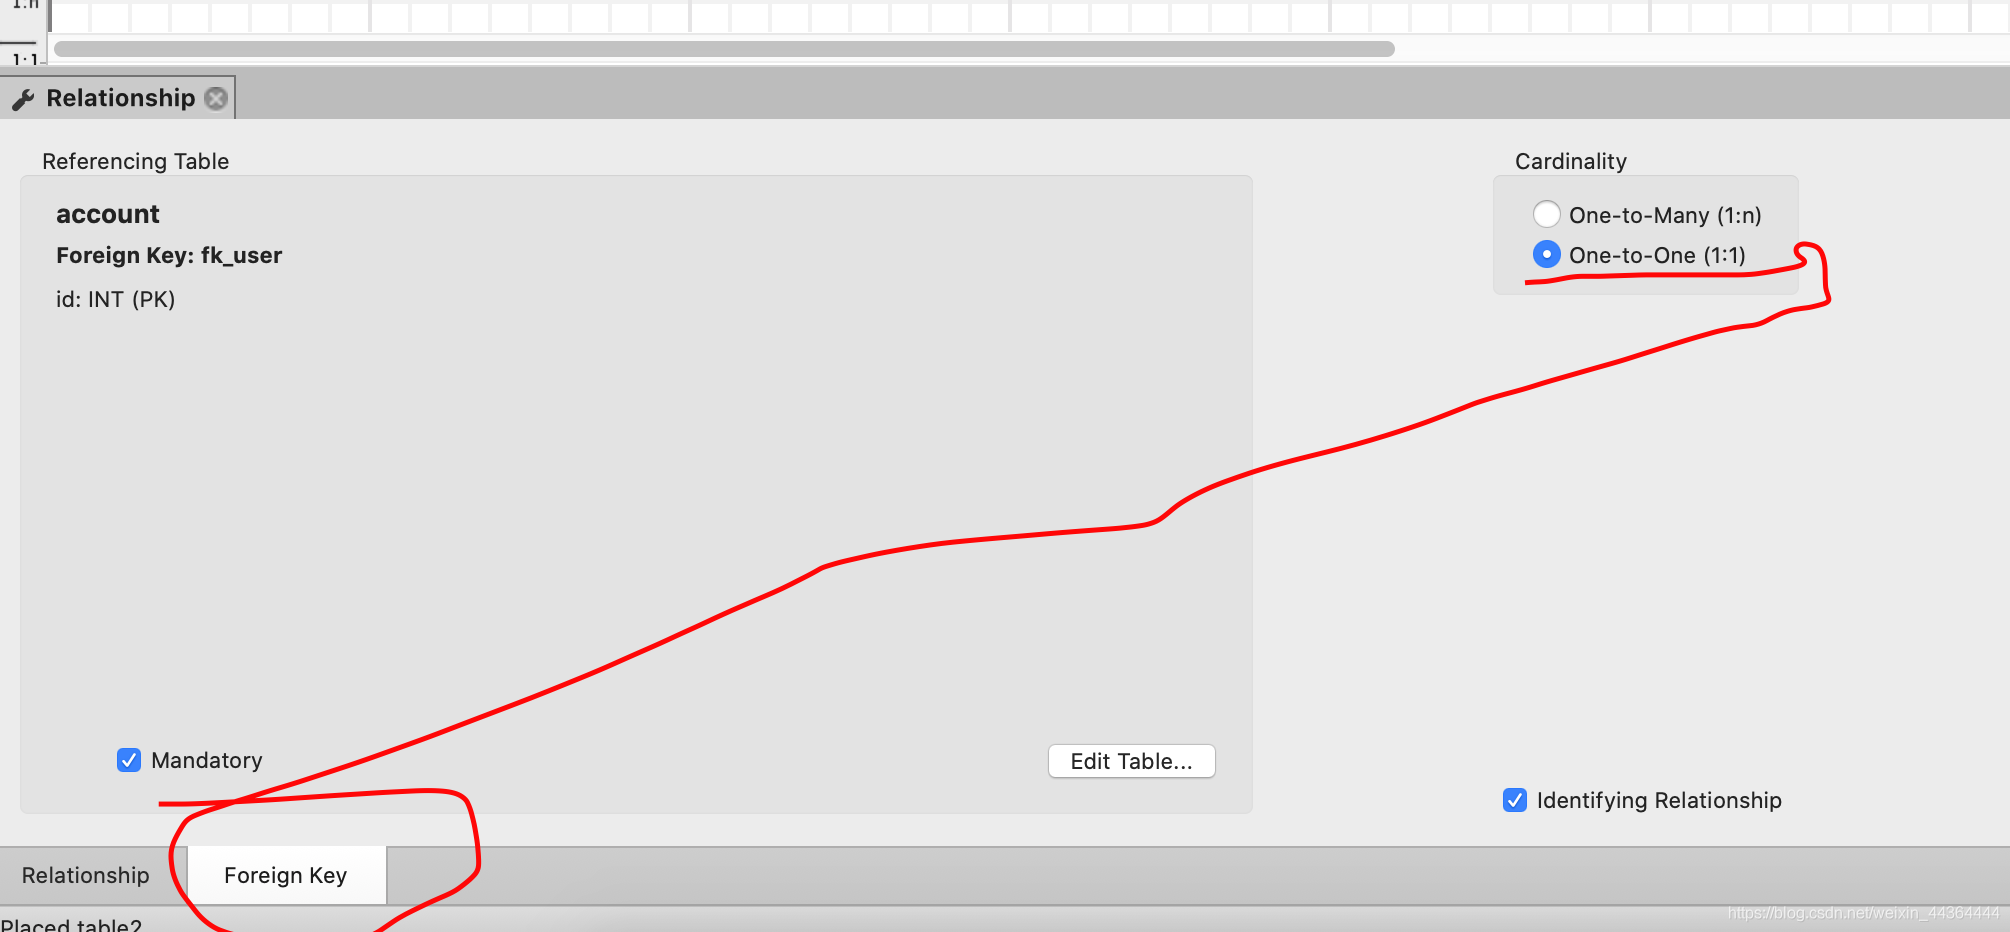 1:n
1:1
Relationship
Referencing Table
Cardinality
account
One-to-Many (1:n)
Foreign Key: fk_user
One-to-One (1:1)
id: INT (PK)
Mandatory
Edit Table...
Identifying Relationship
Relationship
Foreign Key
https://blog.csdn.net/weixin_44364444
Placed table2